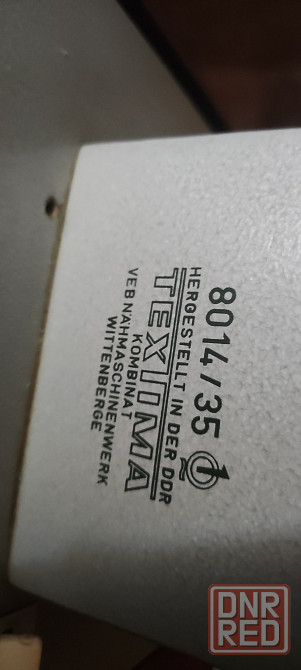 8014/35
HERGESTELLT IN DER DDR
TEXTIMA
KOMBINAT
VEB NÄHMASCHINENWERK
WITTENBERGE
DNR
RED